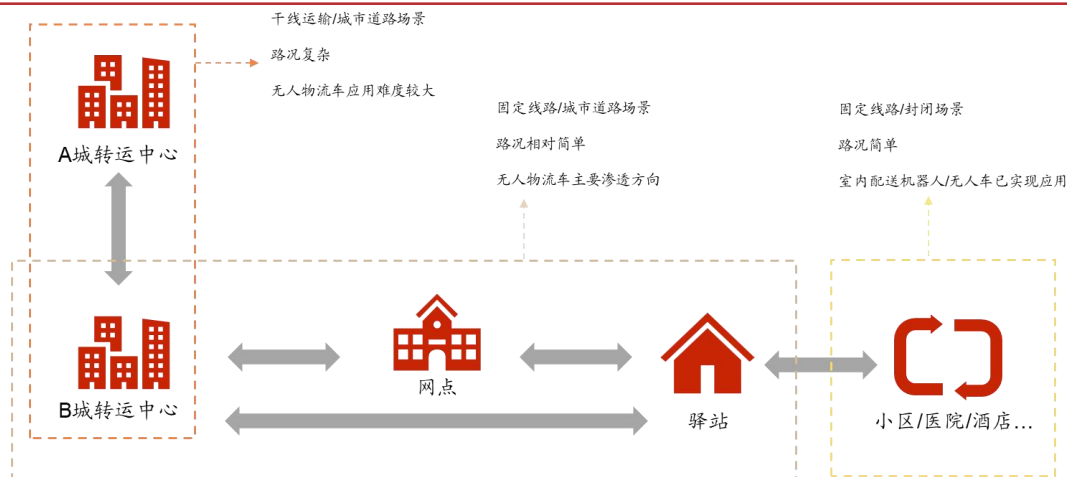 干线运输/城市道路场景
路况复杂
无人物流车应用难度较大
固定线路/城市道路场景
路况相对简单
无人物流车主要渗透方向
固定线路/封闭场景
路况简单
室内配送机器人/无人车已实现应用
A城转运中心
B城转运中心
网点
驿站
小区/医院/酒店...